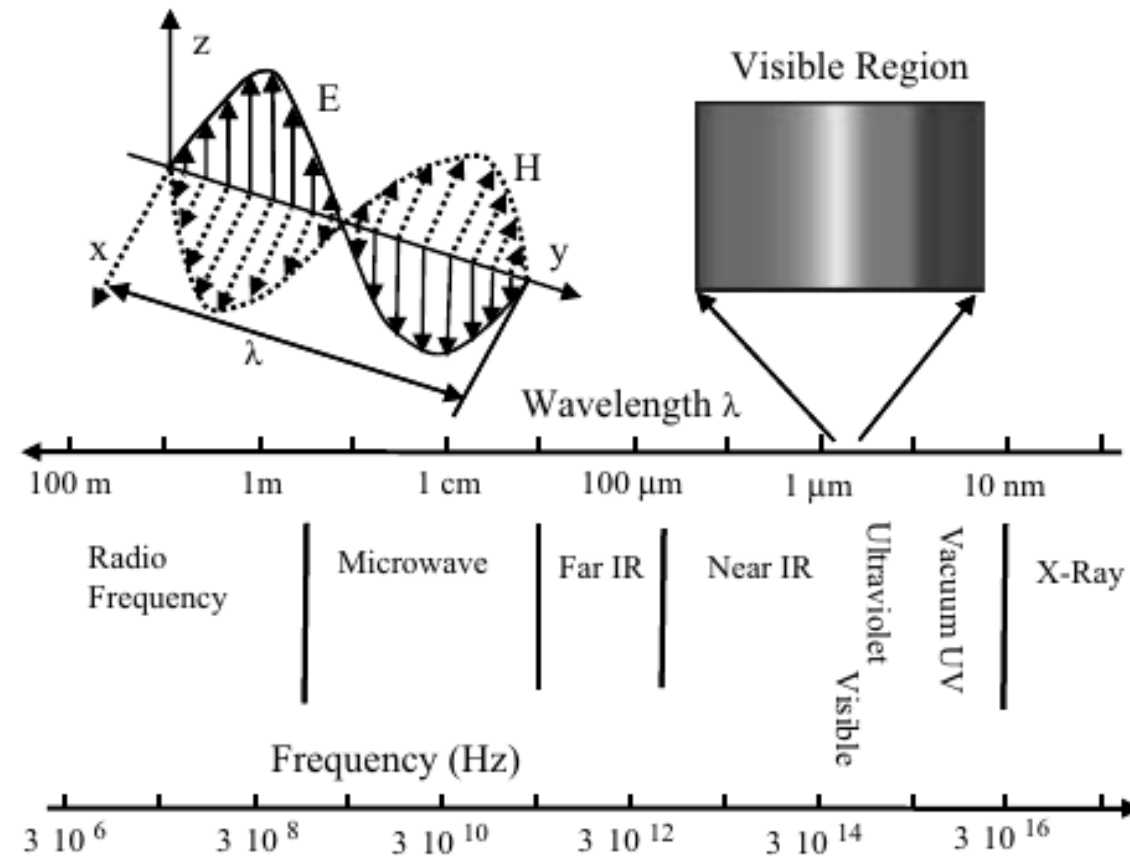 z
E
Visible Region
H
x
y
λ
Wavelength λ
100 m 1m 1 cm 100 μm 1 μm 10 nm
Radio
Frequency
Microwave
Far IR
Near IR
Ultraviolet
Visible
Vacuum UV
X-Ray
Frequency (Hz)
3 10 6 3 10 8 3 10 10 3 10 12 3 10 14 3 10 16